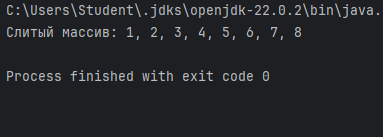 C:\Users\Student\.jdks\openjdk-22.0.2\bin\java.
Слитый массив: 1, 2, 3, 4, 5, 6, 7, 8
Process finished with exit code 0